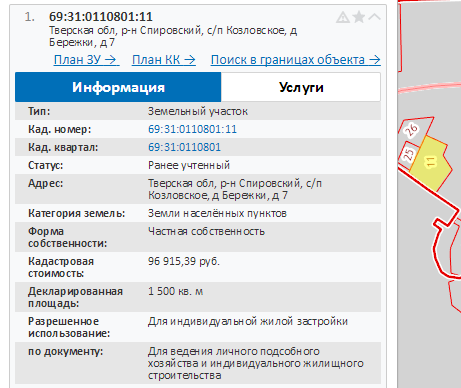 1. 69:31:0110801:11
Тверская обл, р-н Спировский, с/п Козловское, д
Бережки, д 7
План ЗУ → План КК → Поиск в границах объекта →
Информация Услуги
Тип: Земельный участок
Кад. номер: 69:31:0110801:11
Кад. квартал: 69:31:0110801
Статус: Ранее учтенный
Адрес: Тверская обл, р-н Спировский, с/п
Козловское, д Бережки, д 7
Категория земель: Земли населённых пунктов
Форма Частная собственность
собственности:
Кадастровая 96 915,39 руб.
стоимость:
Декларированная 1 500 кв. м
площадь:
Разрешенное Для индивидуальной жилой застройки
использование:
по документу: Для ведения личного подсобного
хозяйства и индивидуального жилищного
строительства
26
25
11